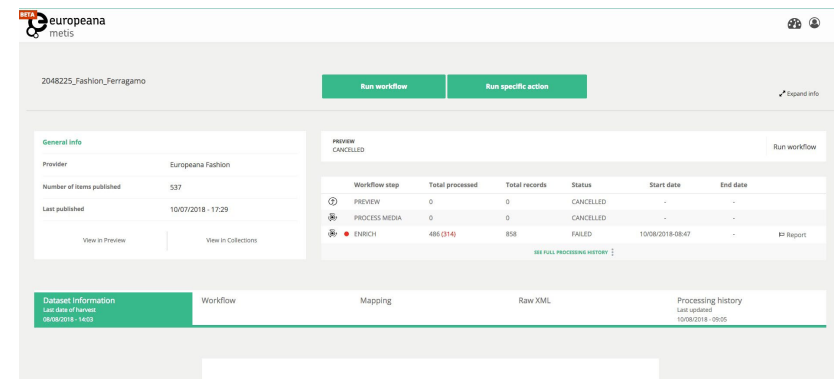 BETA
europeana
metis
2048225_Fashion_Ferragamo
Run workflow
Run specific action
Expand info
General info
Provider Europeana Fashion
Number of items published 537
Last published 10/07/2018 - 17:29
View in Preview View in Collections
PREVIEW
CANCELLED
Run workflow
Workflow step Total processed Total records Status Start date End date
PREVIEW 0 0 CANCELLED - -
PROCESS MEDIA 0 0 CANCELLED - -
ENRICH 486 (314) 858 FAILED 10/08/2018-08:47 - Report
SEE FULL PROCESSING HISTORY
Dataset Information Workflow Mapping Raw XML Processing history
Last date of harvest Last updated
08/08/2018 - 14:03 10/08/2018 - 09:05